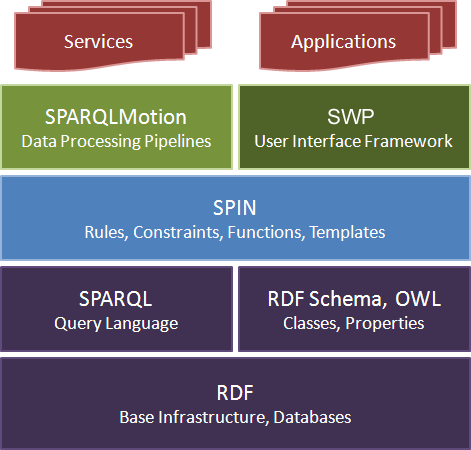 Services
Applications
SPARQLMotion
Data Processing Pipelines
SWP
User Interface Framework
SPIN
Rules, Constraints, Functions, Templates
SPARQL
Query Language
RDF Schema, OWL
Classes, Properties
RDF
Base Infrastructure, Databases